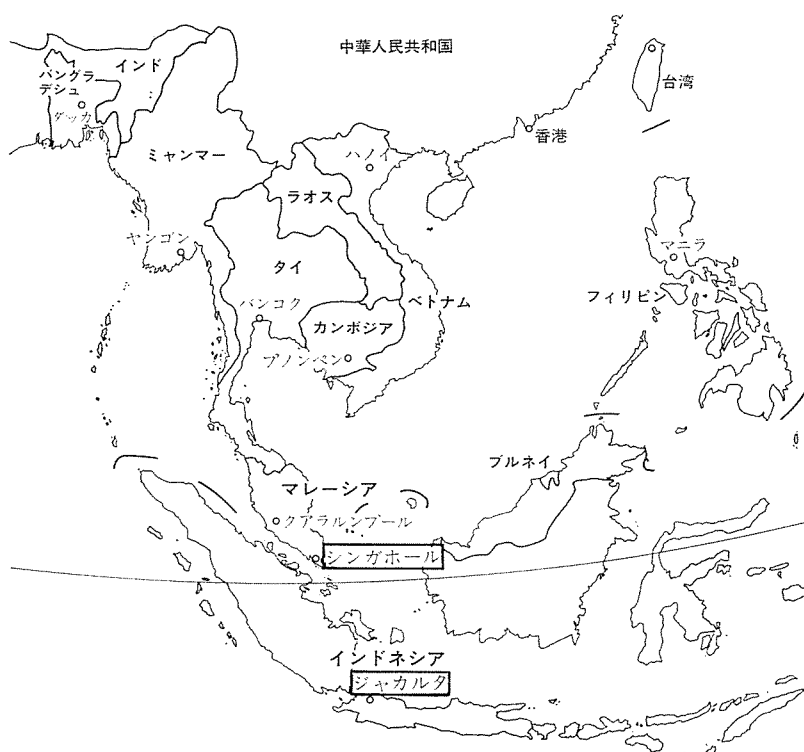 中華人民共和国
インド
バングラ
デシュ
ダッカ
台湾
香港
ミャンマー
ハノイ
ラオス
ヤンゴン
マニラ
タイ
バンコク
ベトナム
フィリピン
カンボジア
プノンペン
ブルネイ
マレーシア
クアラルンプール
シンガポール
インドネシア
ジャカルタ